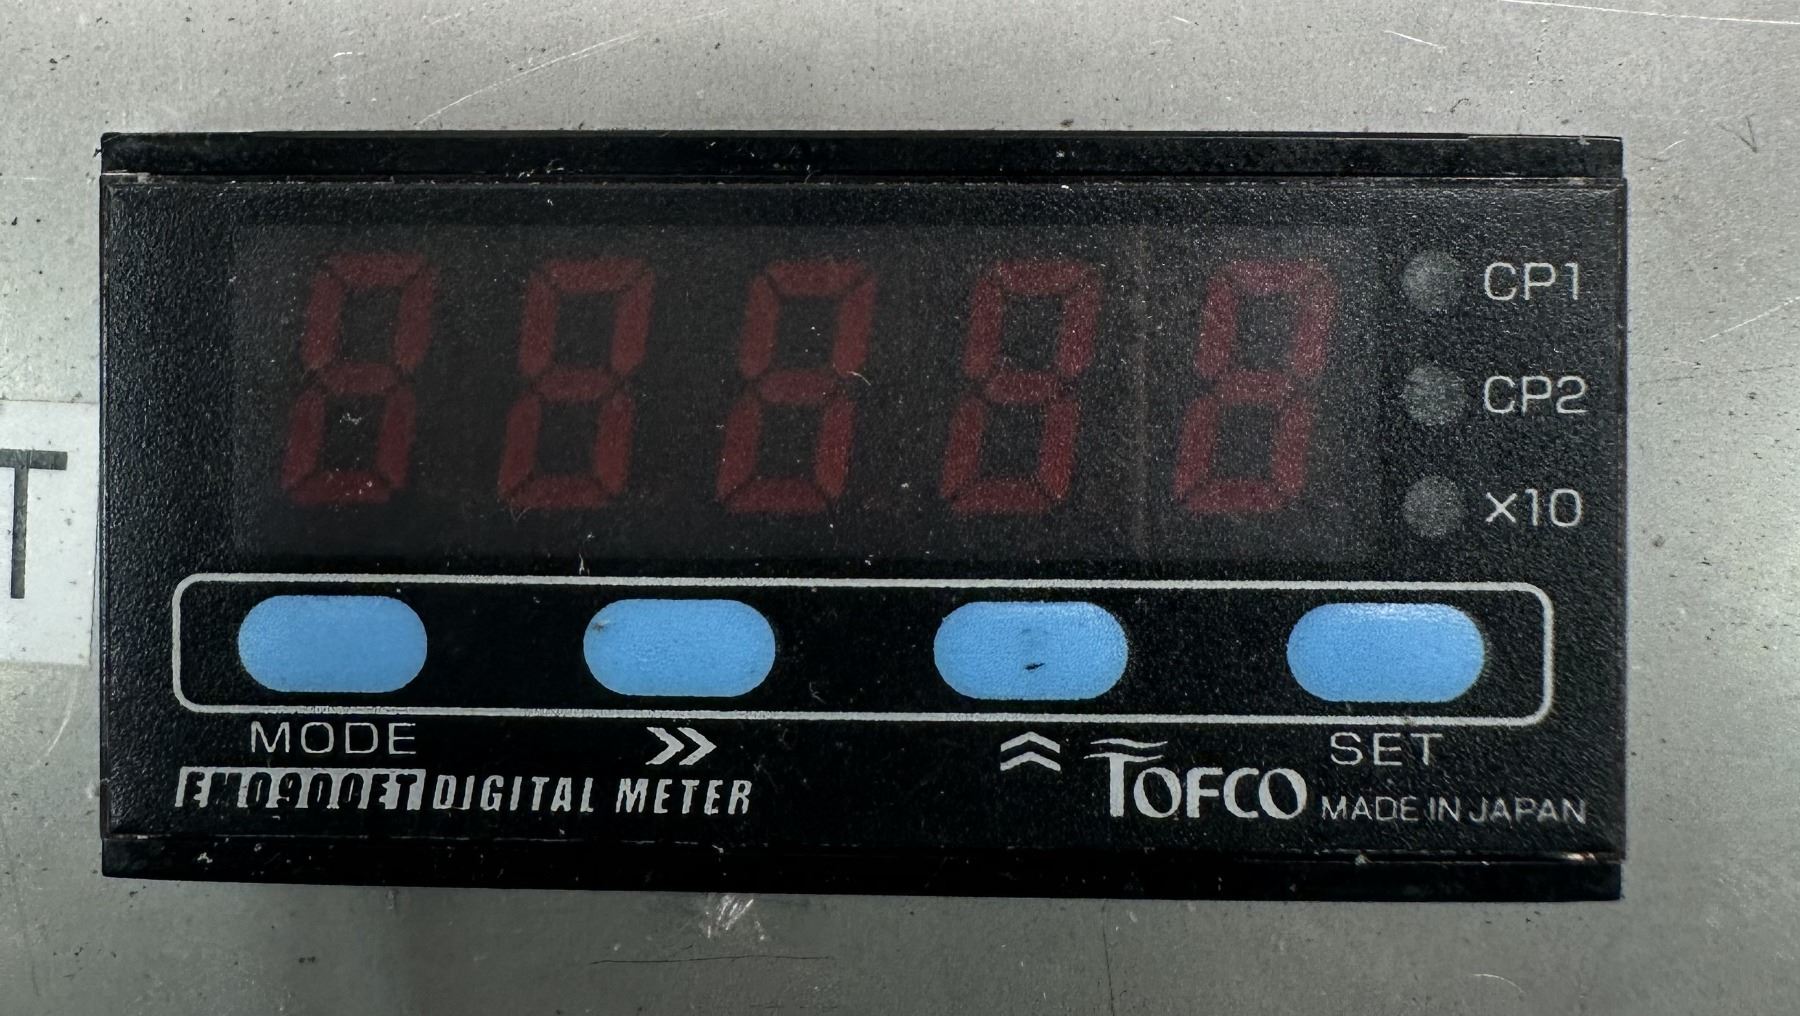 CP1
CP2
×10
T
MODE
SET
DIGITAL METER
TOFCO MADE IN JAPAN